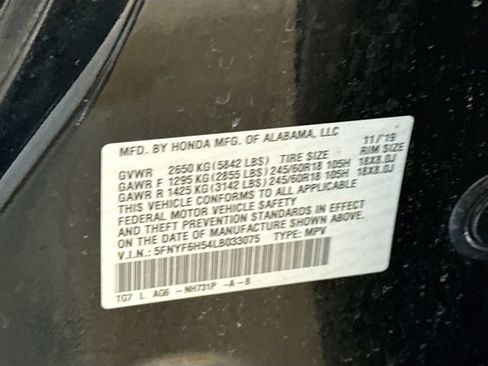 MFD. BY HONDA MFG. OF ALABAMA, LLC 11/'19
GVWR 2650 KG (5842 LBS) TIRE SIZE RIM SIZE
GAWR F 1295 KG (2855 LBS) 245/60R18 105H 18X8.0J
GAWR R 1425 KG (3142 LBS) 245/60R18 105H 18X8.0J
THIS VEHICLE CONFORMS TO ALL APPLICABLE
FEDERAL MOTOR VEHICLE SAFETY
AND THEFT PREVENTION STANDARDS IN EFFECT
ON THE DATE OF MANUFACTURE SHOWN ABOVE.
V.I.N.: 5FNYF6H54LB033075 TYPE: MPV
TG7 L AG6 -NH731P -A-B